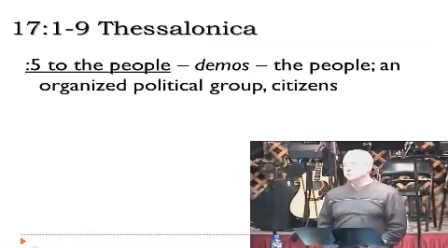 17:1-9 Thessalonica
:5 to the people – demos – the people; an
organized political group, citizens